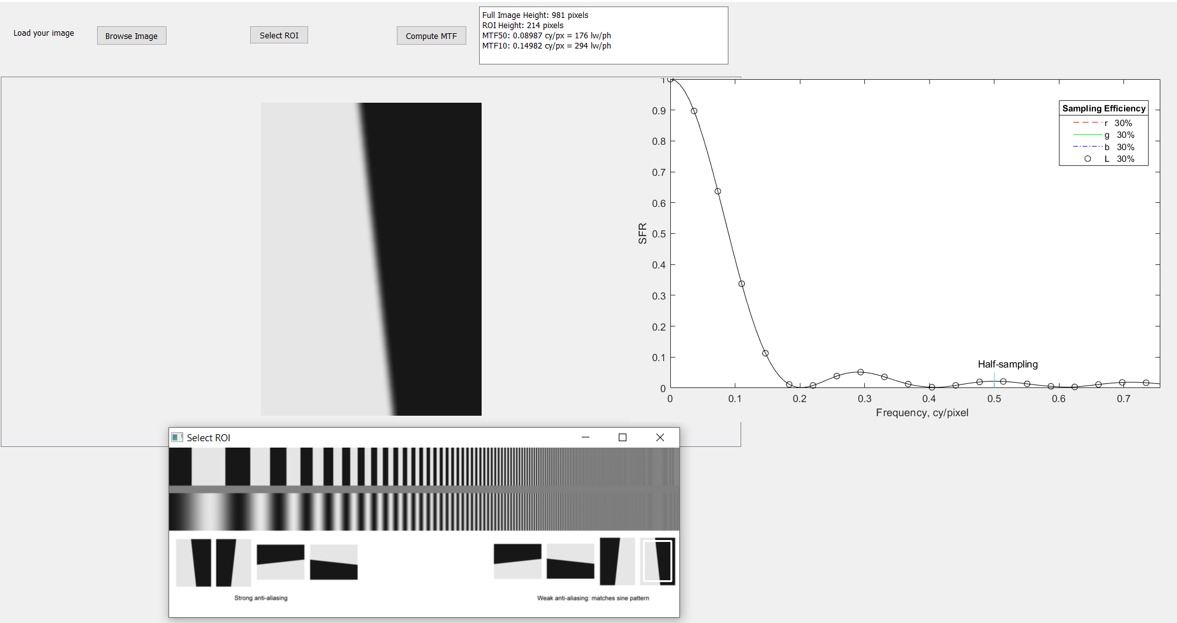 Load your image
Browse Image
Select ROI
Compute MTF
Full Image Height: 981 pixels
ROI Height: 214 pixels
MTF50: 0.08987 cy/px = 176 lw/ph
MTF10: 0.14982 cy/px = 294 lw/ph
1
0.9
0.8
0.7
0.6
0.5
0.4
0.3
0.2
0.1
0
SFR
Sampling Efficiency
r 30%
g 30%
b 30%
L 30%
Half-sampling
0 0.1 0.2 0.3 0.4 0.5 0.6 0.7
Frequency, cy/pixel
Select ROI
Strong anti-aliasing
Weak anti-aliasing: matches sine pattern